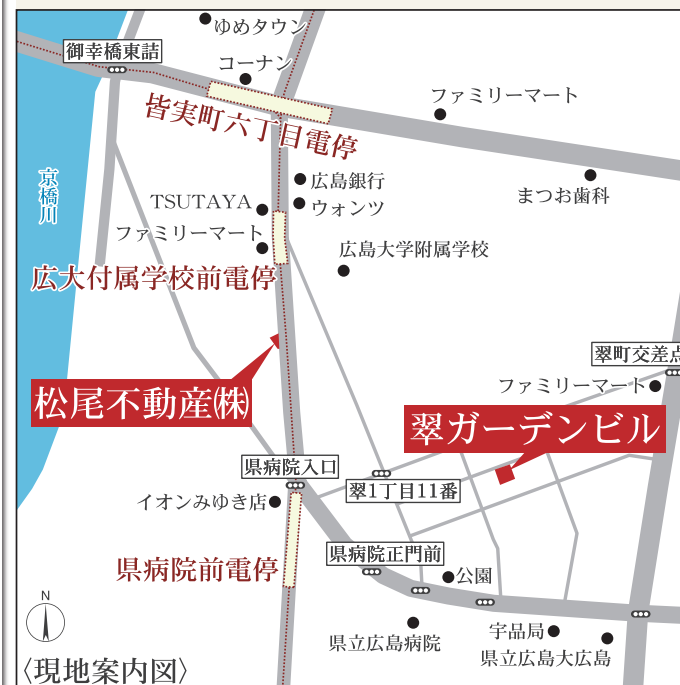 ゆめタウン
御幸橋東詰
コーナン
ファミリーマート
皆実町六丁目電停
広島銀行
まつお歯科
京橋川
TSUTAYA
ウォンツ
ファミリーマート
広島大学附属学校
広大付属学校前電停
翠町交差点
ファミリーマート
松尾不動産㈱
翠ガーデンビル
県病院入口
翠1丁目11番
イオンみゆき店
県病院正門前
県病院前電停
公園
N
県立広島病院
宇品局
県立広島大広島
〈現地案内図〉